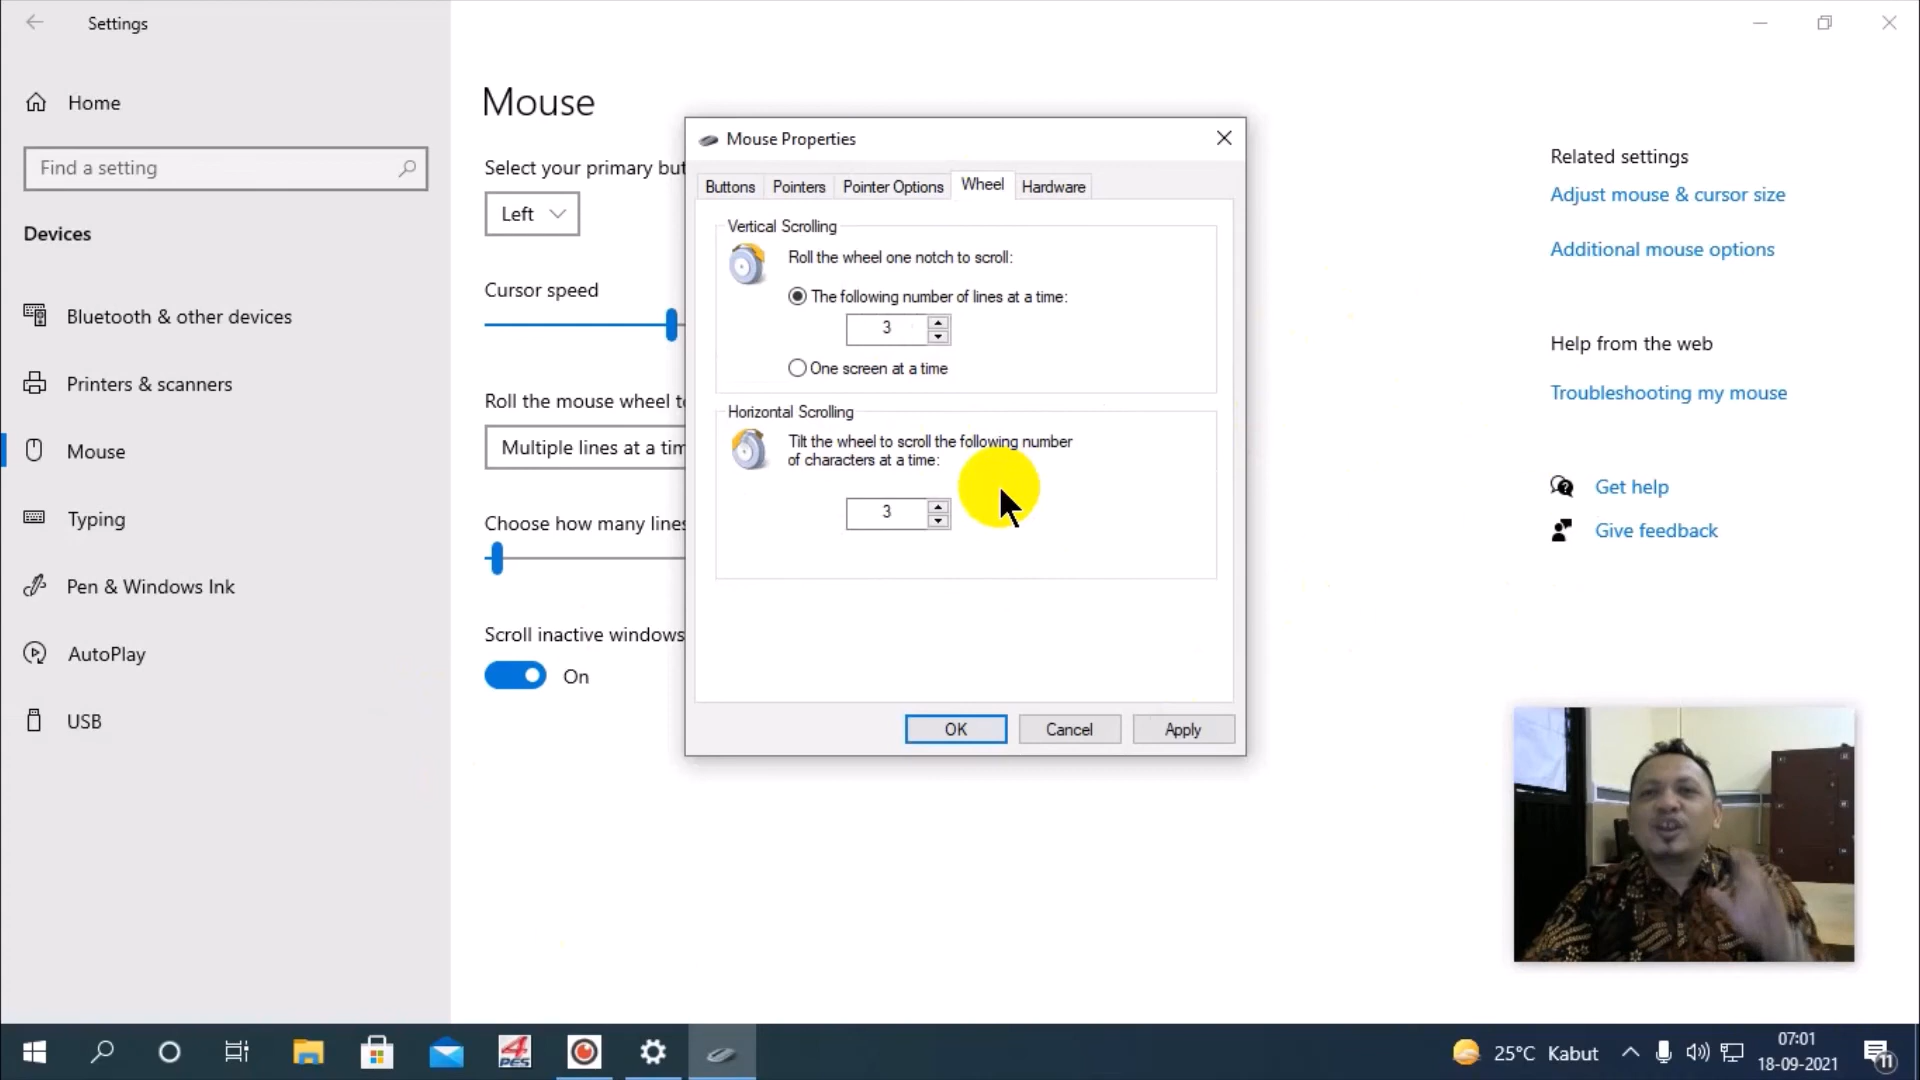 Settings
Home
Find a setting
Devices
Bluetooth & other devices
Printers & scanners
Mouse
Typing
Pen & Windows Ink
AutoPlay
USB
Mouse
Select your primary but
Left
Cursor speed
Roll the mouse wheel to
Multiple lines at a tim
Choose how many lines
Scroll inactive windows
On
Mouse Properties
Buttons
Pointers
Pointer Options
Wheel
Hardware
Vertical Scrolling
Roll the wheel one notch to scroll:
The following number of lines at a time:
3
One screen at a time
Horizontal Scrolling
Tilt the wheel to scroll the following number
of characters at a time:
3
OK
Cancel
Apply
Related settings
Adjust mouse & cursor size
Additional mouse options
Help from the web
Troubleshooting my mouse
Get help
Give feedback
4
PES
25°C Kabut
07:01
18-09-2021
11